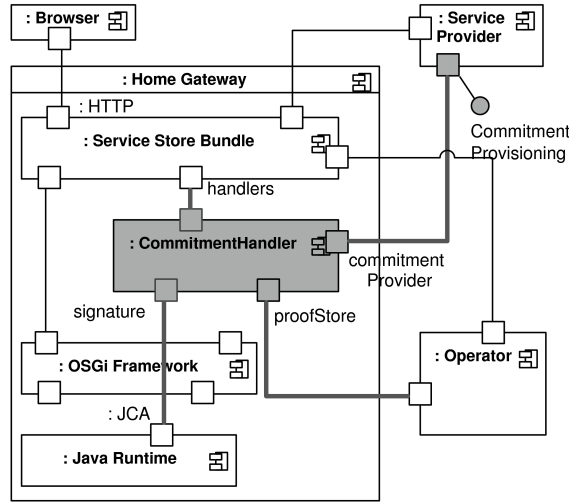 : Browser
: Service
Provider
: Home Gateway
: HTTP
Commitment
Provisioning
: Service Store Bundle
handlers
: CommitmentHandler
commitment
Provider
signature
proofStore
: Operator
: OSGi Framework
: JCA
: Java Runtime